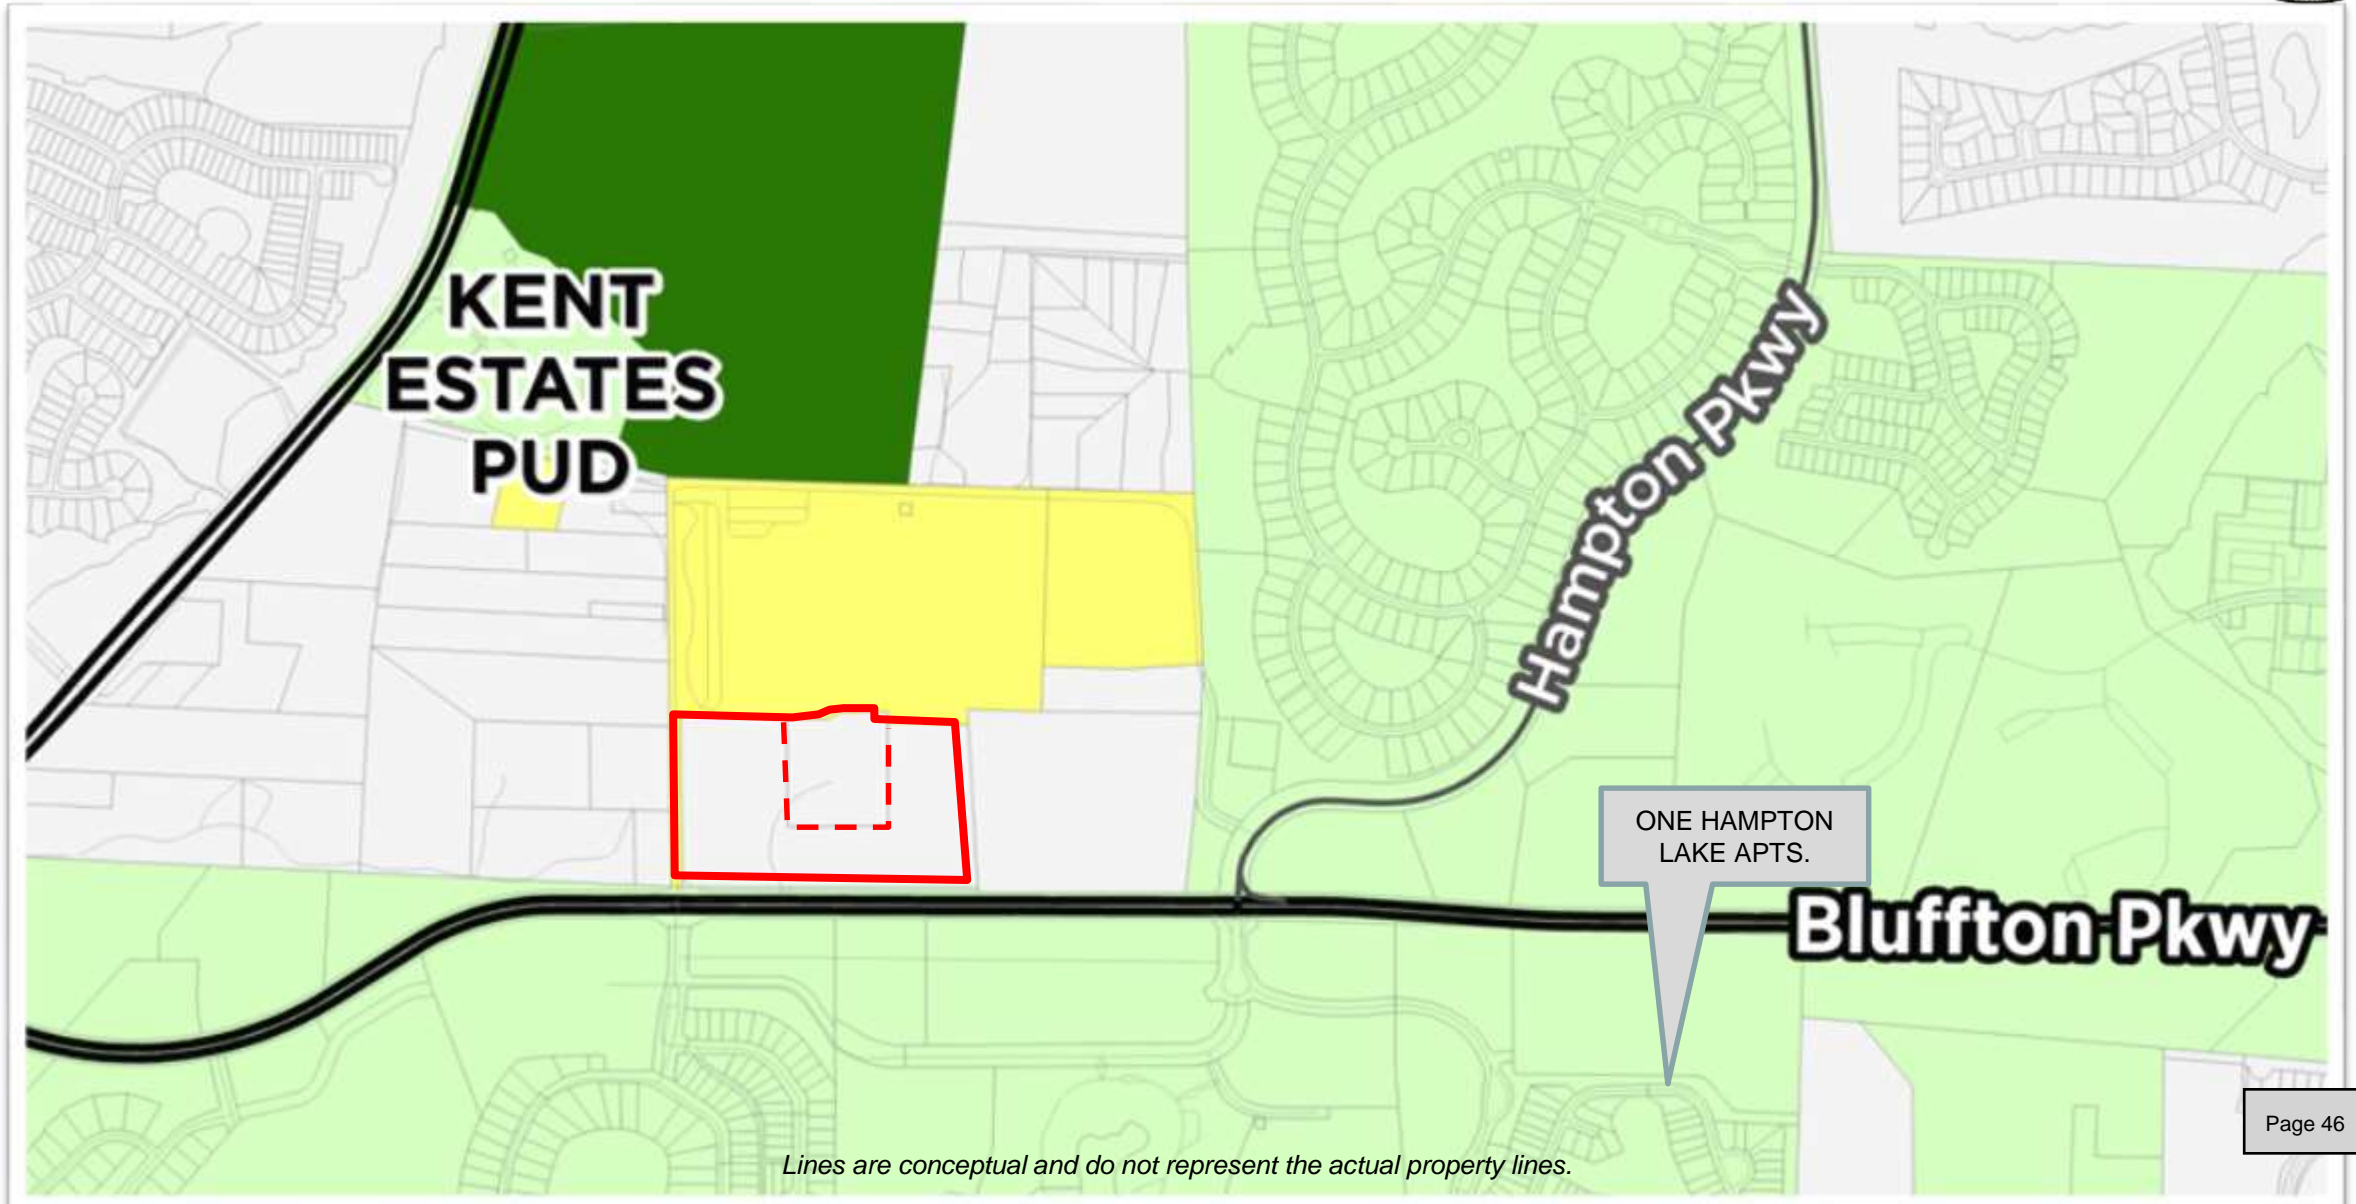 KENT
ESTATES
PUD
Hampton Pkwy
ONE HAMPTON
LAKE APTS.
Bluffton Pkwy
Page 46
Lines are conceptual and do not represent the actual property lines.